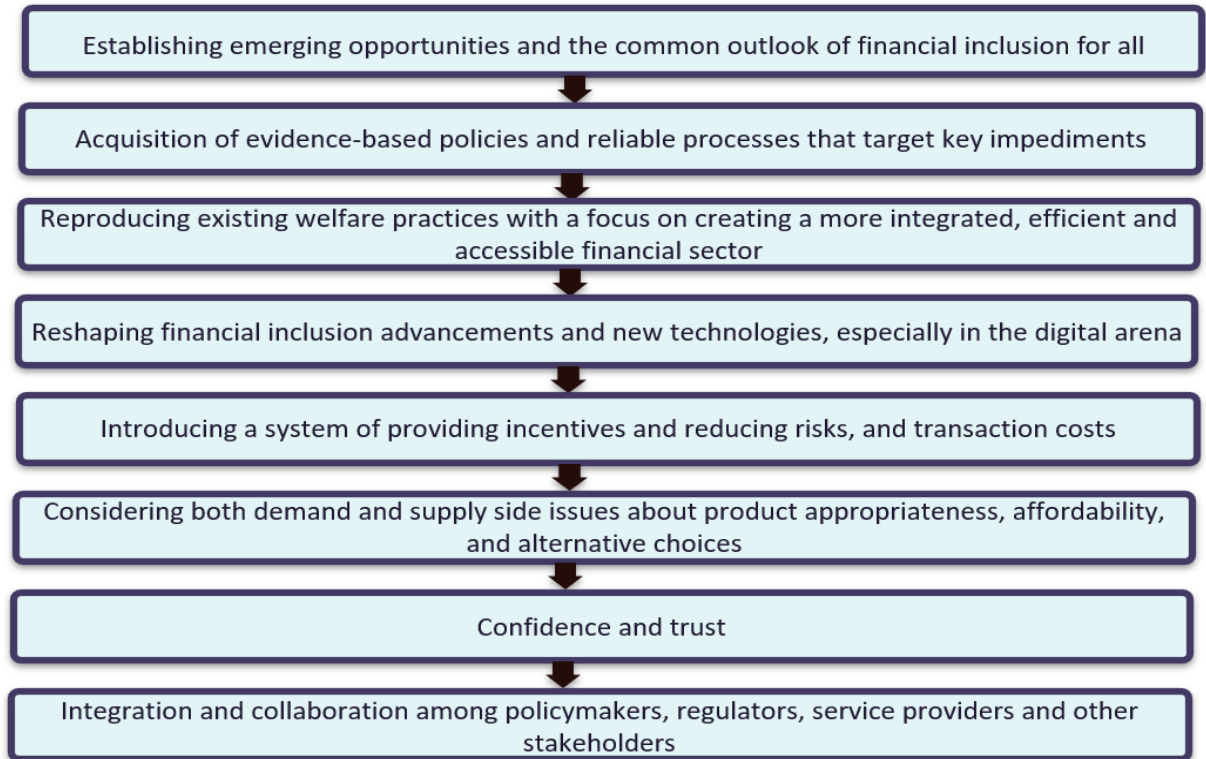 Establishing emerging opportunities and the common outlook of financial inclusion for all
Acquisition of evidence-based policies and reliable processes that target key impediments
Reproducing existing welfare practices with a focus on creating a more integrated, efficient and
accessible financial sector
Reshaping financial inclusion advancements and new technologies, especially in the digital arena
Introducing a system of providing incentives and reducing risks, and transaction costs
Considering both demand and supply side issues about product appropriateness, affordability,
and alternative choices
Confidence and trust
Integration and collaboration among policymakers, regulators, service providers and other
stakeholders